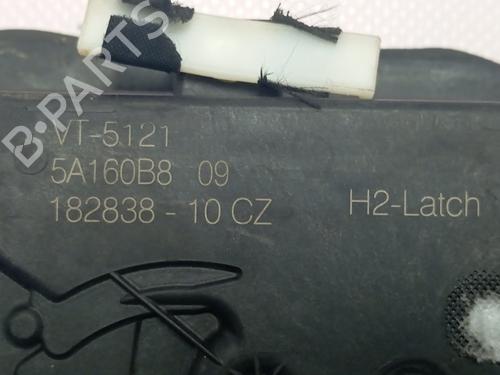 B-PARTS
VT-5121
5A160B8 09
182838 - 10 CZ
H2-Latch